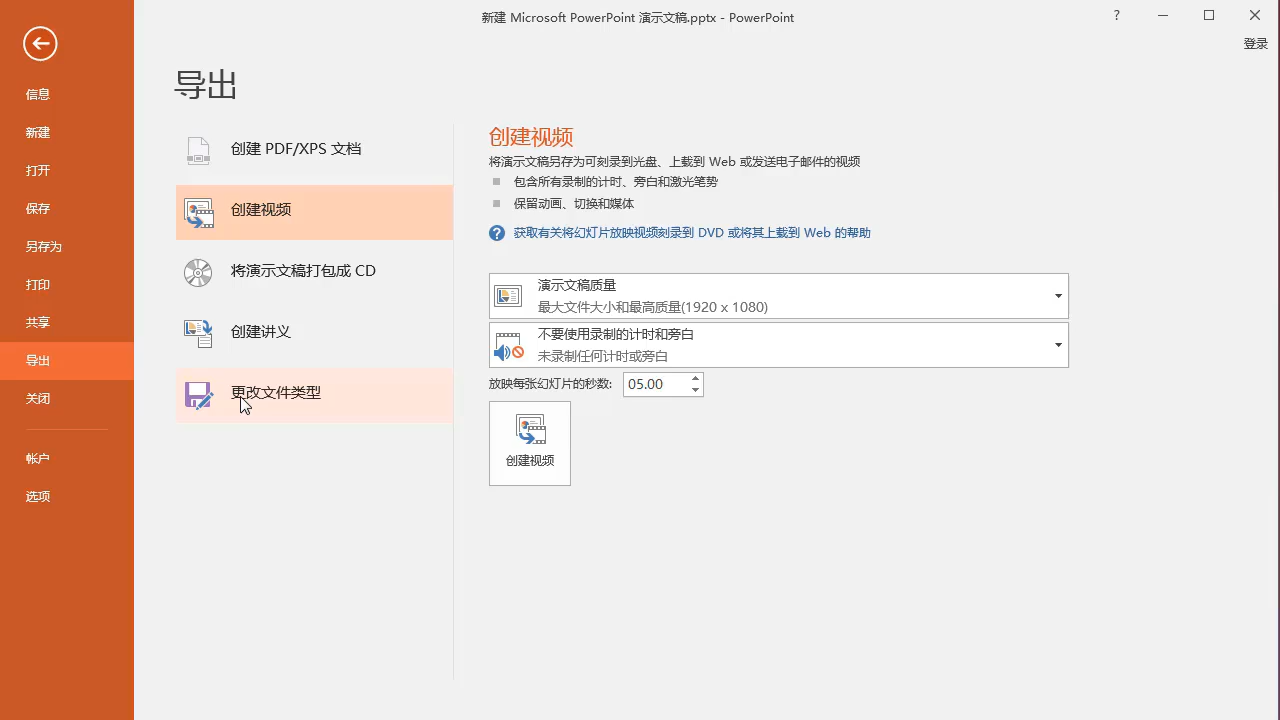 新建 Microsoft PowerPoint 演示文稿.pptx - PowerPoint
?
登录
信息
新建
打开
保存
另存为
打印
共享
导出
关闭
帐户
选项
导出
创建 PDF/XPS 文档
创建视频
将演示文稿打包成 CD
创建讲义
更改文件类型
创建视频
将演示文稿另存为可刻录到光盘、上载到 Web 或发送电子邮件的视频
包含所有录制的计时、旁白和激光笔势
保留动画、切换和媒体
获取有关将幻灯片放映视频刻录到 DVD 或将其上载到 Web 的帮助
演示文稿质量
最大文件大小和最高质量(1920 x 1080)
不要使用录制的计时和旁白
未录制任何计时或旁白
放映每张幻灯片的秒数: 05.00
创建视频